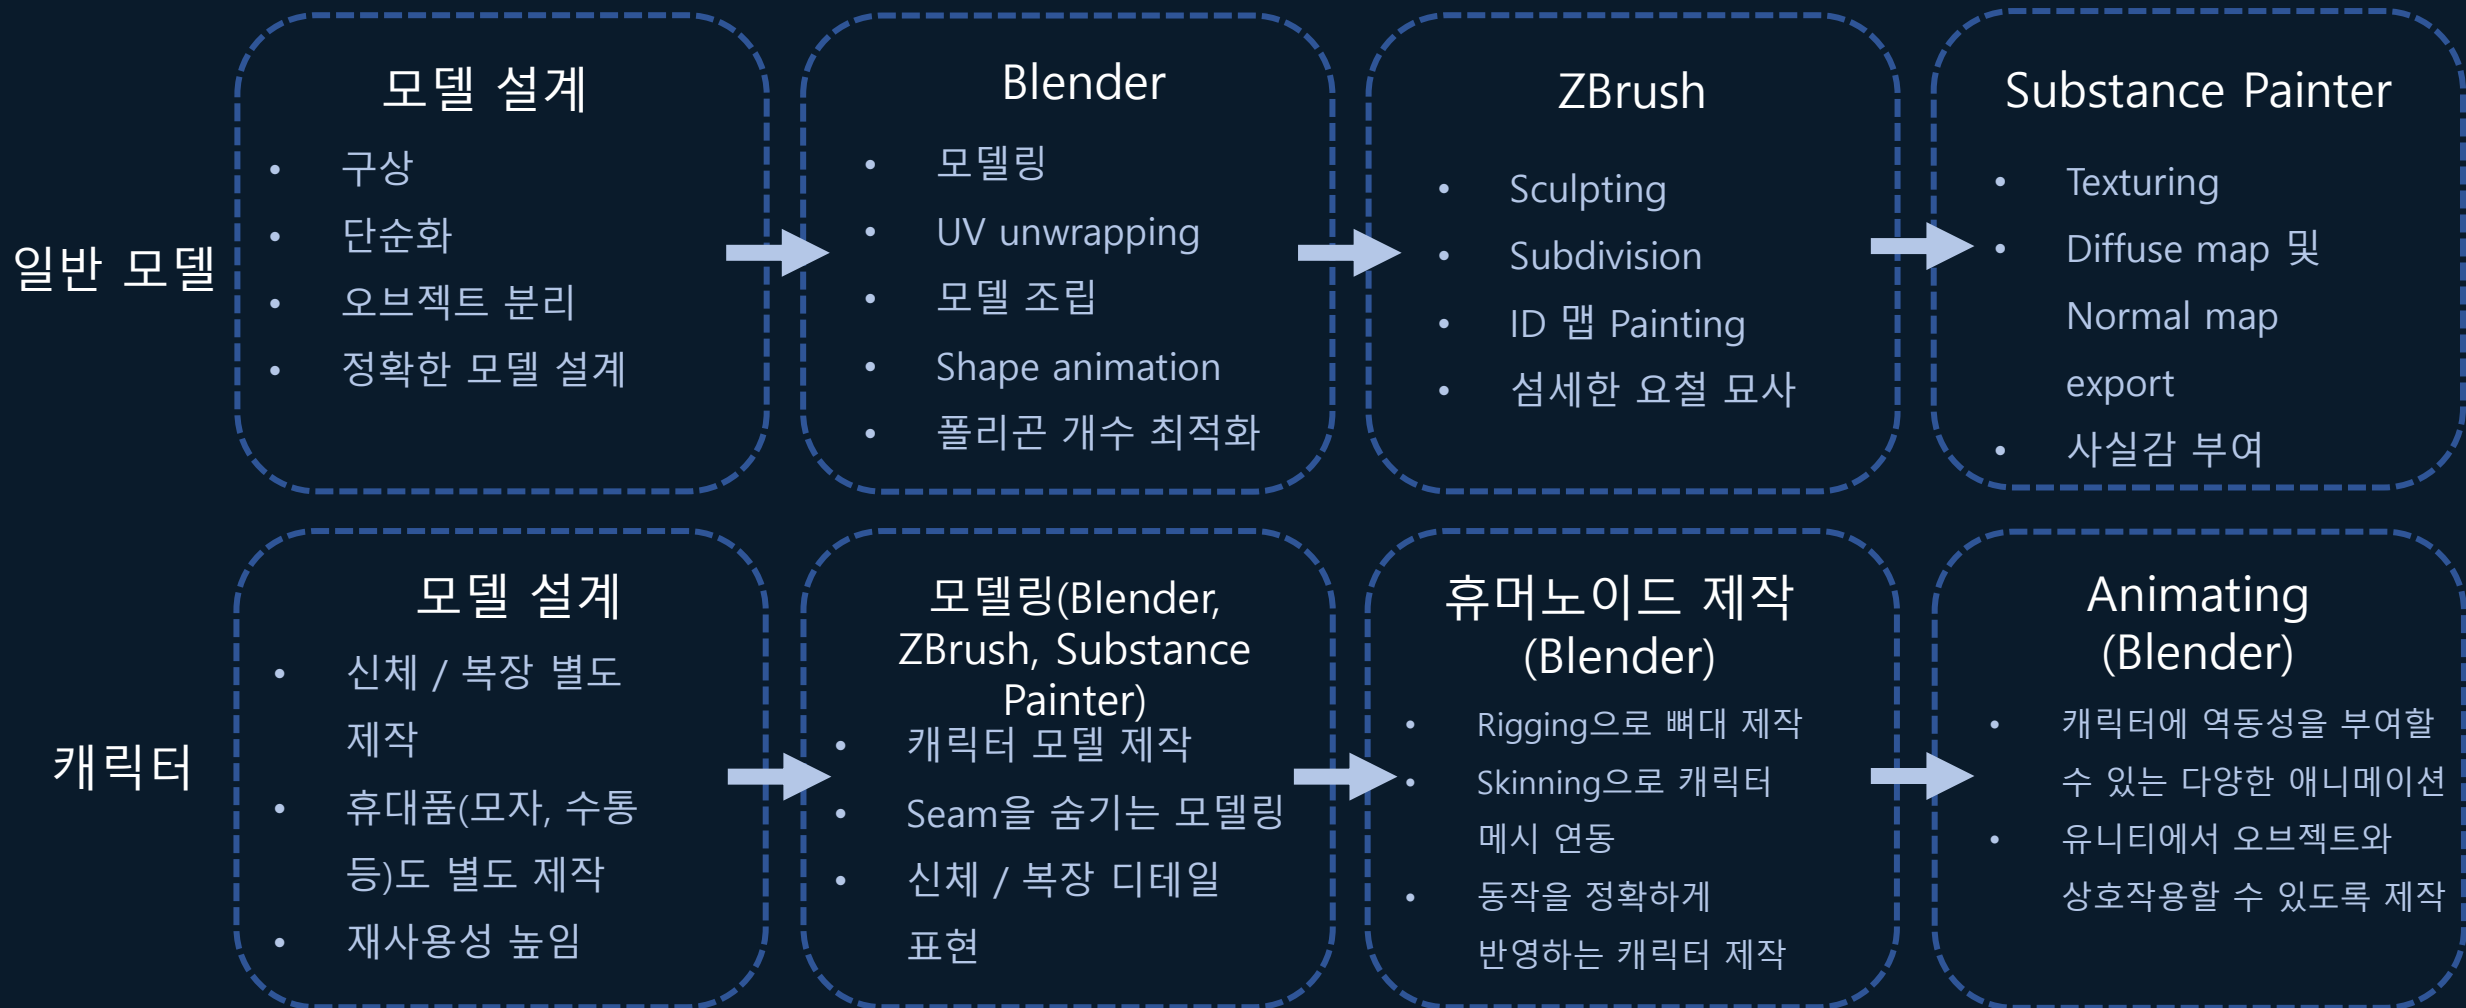 일반 모델
모델 설계
• 구상
• 단순화
• 오브젝트 분리
• 정확한 모델 설계
Blender
• 모델링
• UV unwrapping
• 모델 조립
• Shape animation
• 폴리곤 개수 최적화
ZBrush
• Sculpting
• Subdivision
• ID 맵 Painting
• 섬세한 요철 묘사
Substance Painter
• Texturing
• Diffuse map 및
Normal map
export
• 사실감 부여
캐릭터
모델 설계
• 신체 / 복장 별도
제작
• 휴대품(모자, 수통
등)도 별도 제작
• 재사용성 높임
모델링(Blender,
ZBrush, Substance
Painter)
• 캐릭터 모델 제작
• Seam을 숨기는 모델링
• 신체 / 복장 디테일
표현
휴머노이드 제작
(Blender)
• Rigging으로 뼈대 제작
• Skinning으로 캐릭터
메시 연동
• 동작을 정확하게
반영하는 캐릭터 제작
Animating
(Blender)
• 캐릭터에 역동성을 부여할
수 있는 다양한 애니메이션
• 유니티에서 오브젝트와
상호작용할 수 있도록 제작